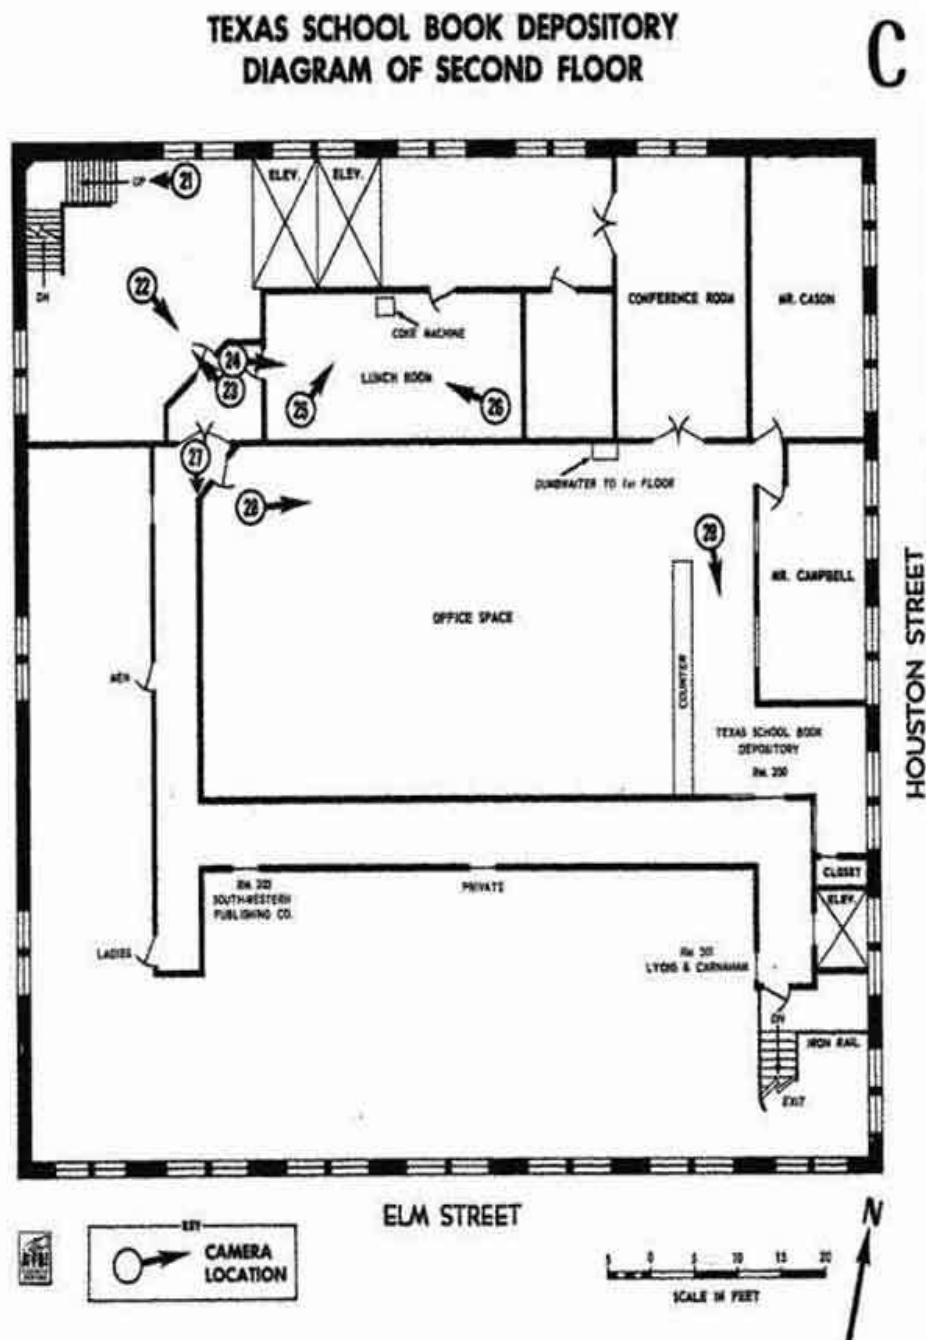 TEXAS SCHOOL BOOK DEPOSITORY
DIAGRAM OF SECOND FLOOR
C
UP
21
ELEV.
ELEV.
DN
22
CONFERENCE ROOM
MR. CASON
COKE MACHINE
24
23
LUNCH ROOM
25
26
27
DUMBWAITER TO 1st FLOOR
28
29
MR. CAMPBELL
OFFICE SPACE
HOUSTON STREET
MEN
COUNTER
TEXAS SCHOOL BOOK
DEPOSITORY
RM. 200
CLOSET
RM. 203
SOUTH-WESTERN
PUBLISHING CO.
PRIVATE
ELEV.
LADIES
LYONS & CARNAHAN
DN
IRON RAIL
EXIT
ELM STREET
N
KEY
CAMERA
LOCATION
5 0 5 10 15 20
SCALE IN FEET